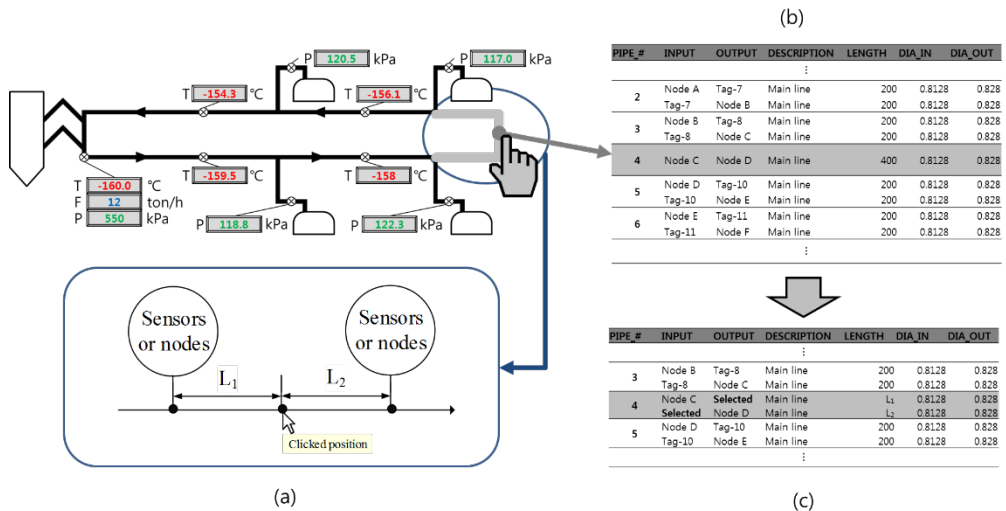 (b)
P 120.5 kPa
P 117.0 kPa
T -154.3 °C
T -156.1 °C
T -160.0 °C
F 12 ton/h
P 550 kPa
T -159.5 °C
T -158 °C
P 118.8 kPa
P 122.3 kPa
Sensors
or nodes
Sensors
or nodes
L1
L2
Clicked position
(a)
PIPE_# INPUT OUTPUT DESCRIPTION LENGTH DIA_IN DIA_OUT
⋮
2 Node A Tag-7 Main line 200 0.8128 0.828
Tag-7 Node B Main line 200 0.8128 0.828
3 Node B Tag-8 Main line 200 0.8128 0.828
Tag-8 Node C Main line 200 0.8128 0.828
4 Node C Node D Main line 400 0.8128 0.828
5 Node D Tag-10 Main line 200 0.8128 0.828
Tag-10 Node E Main line 200 0.8128 0.828
6 Node E Tag-11 Main line 200 0.8128 0.828
Tag-11 Node F Main line 200 0.8128 0.828
⋮
PIPE_# INPUT OUTPUT DESCRIPTION LENGTH DIA_IN DIA_OUT
⋮
3 Node B Tag-8 Main line 200 0.8128 0.828
Tag-8 Node C Main line 200 0.8128 0.828
4 Node C Selected Main line L₁ 0.8128 0.828
Selected Node D Main line L₂ 0.8128 0.828
5 Node D Tag-10 Main line 200 0.8128 0.828
Tag-10 Node E Main line 200 0.8128 0.828
⋮
(c)